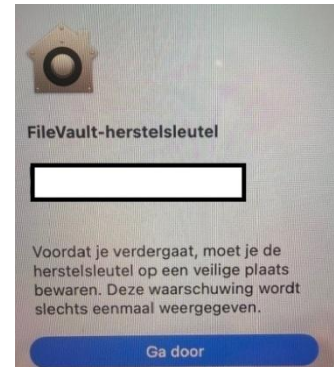 FileVault-herstelsleutel
Voordat je verdergaat, moet je de
herstelsleutel op een veilige plaats
bewaren. Deze waarschuwing wordt
slechts eenmaal weergegeven.
Ga door